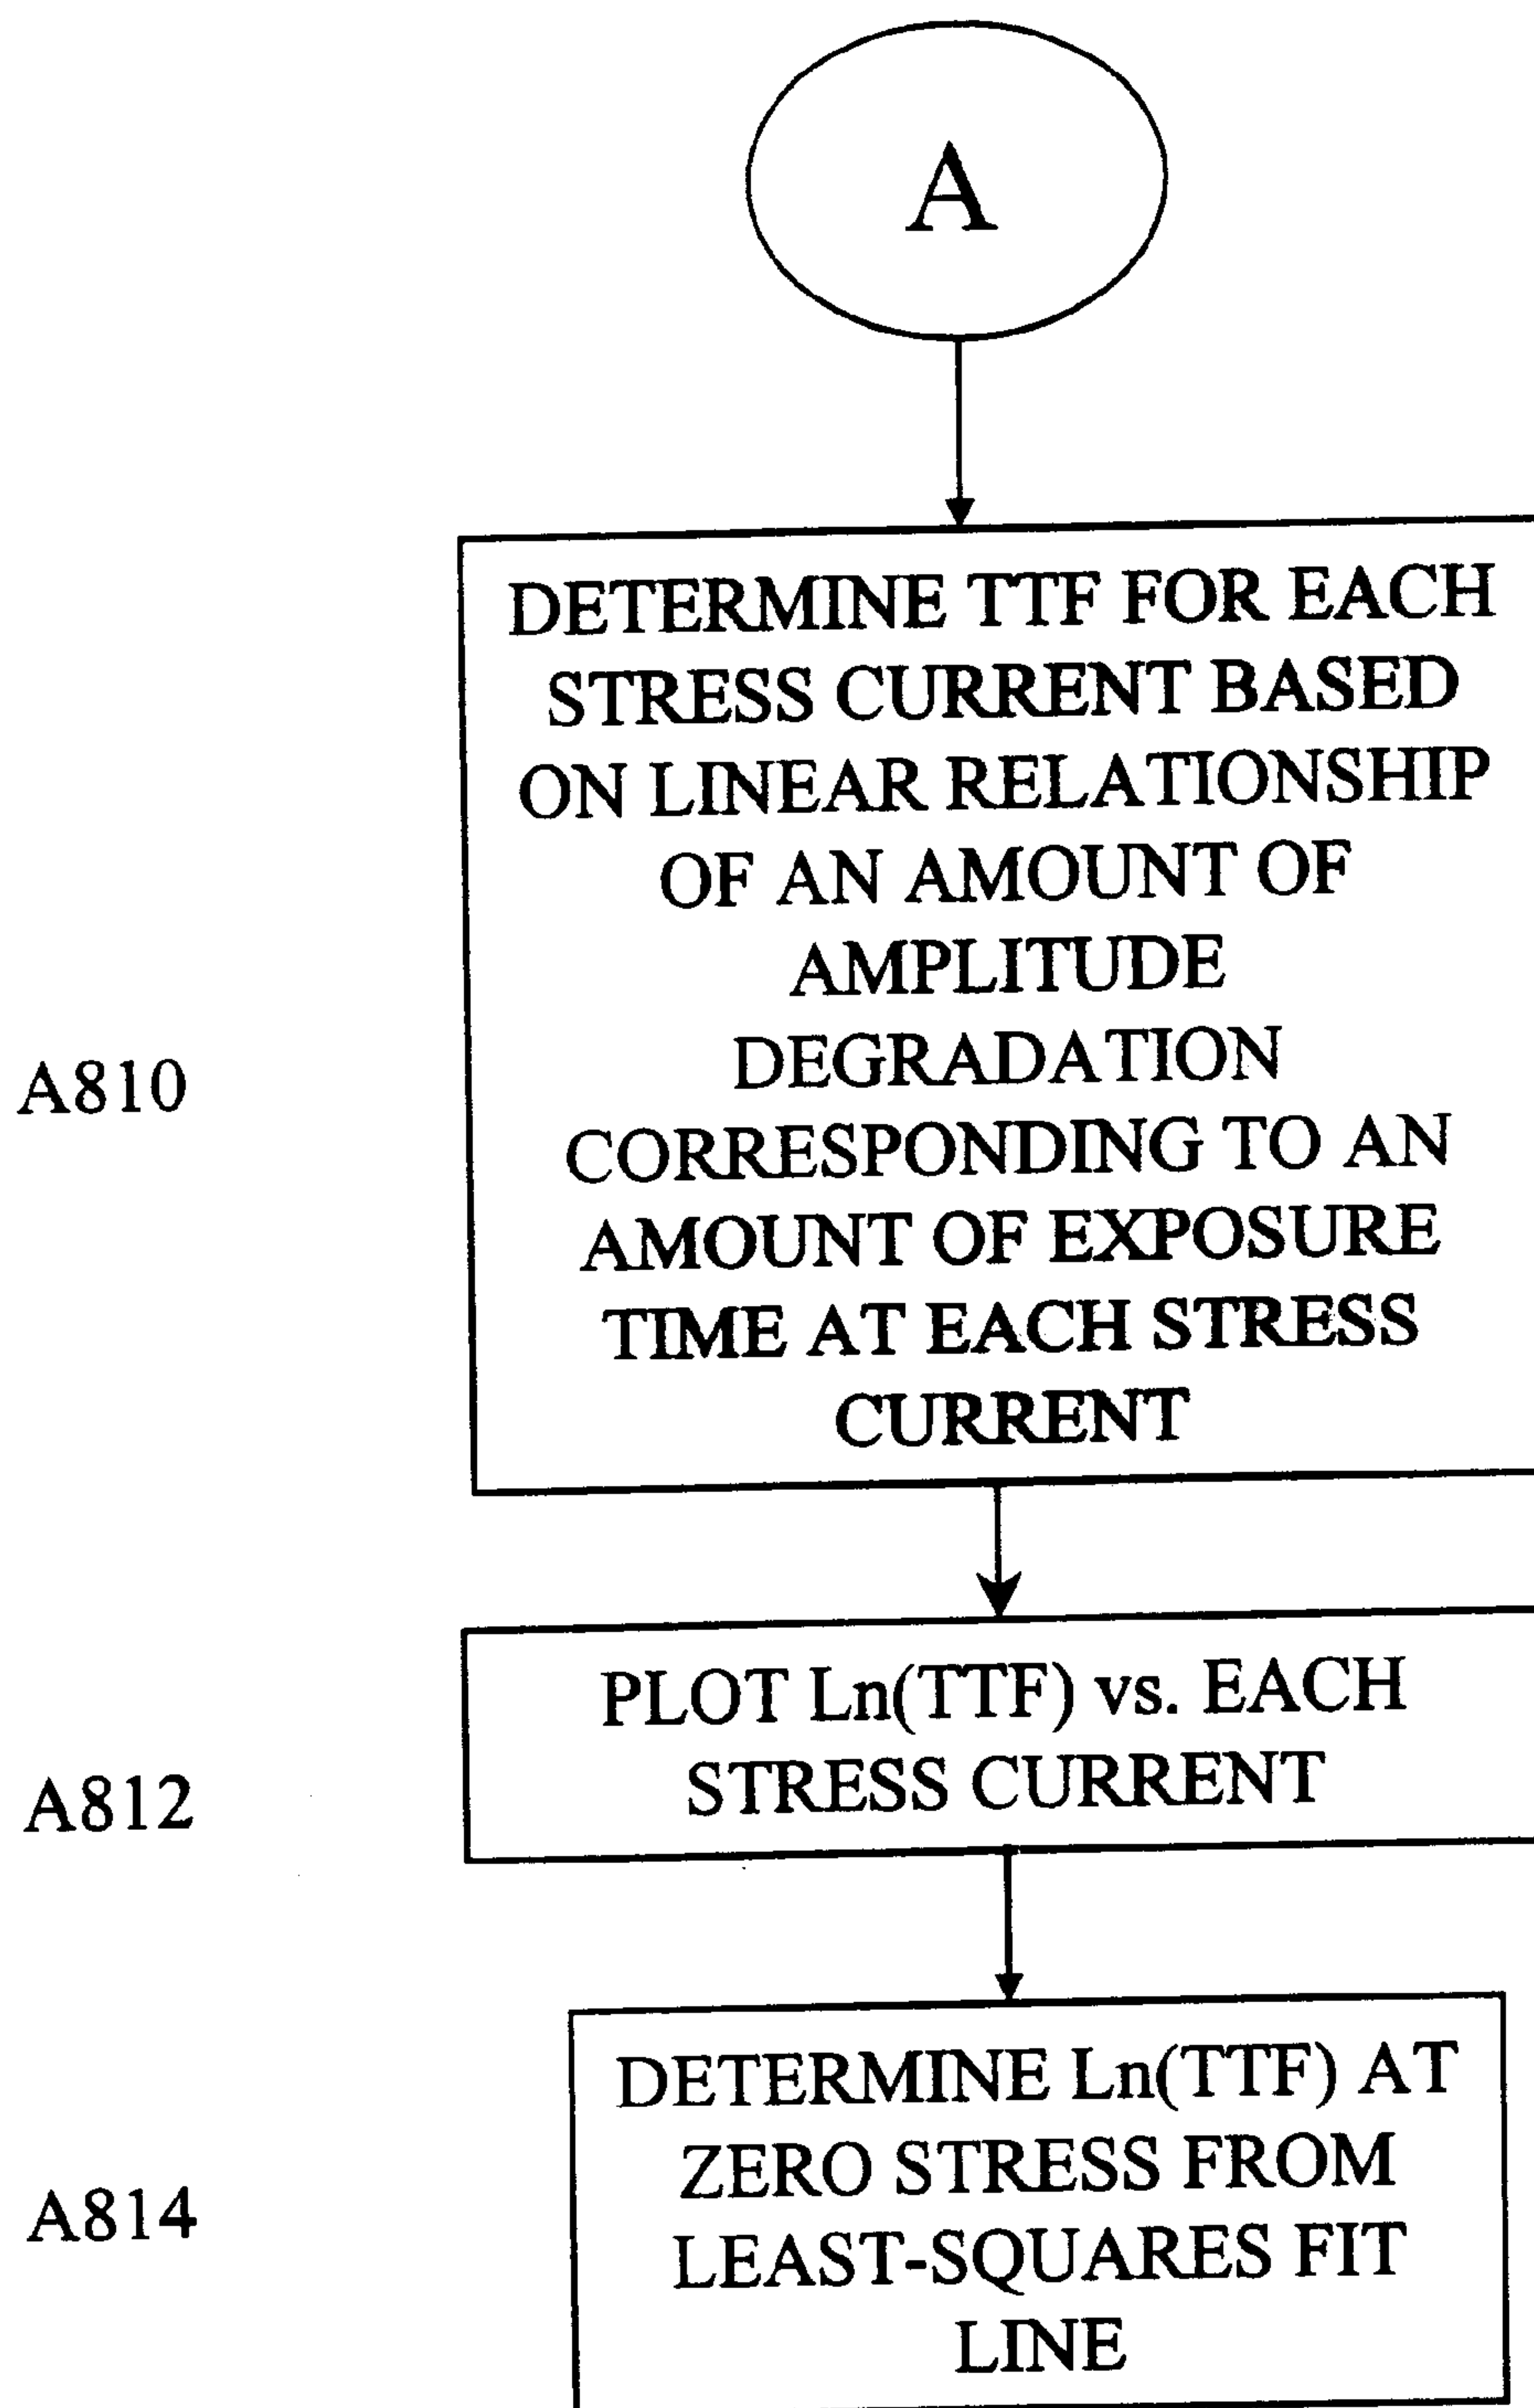 A
DETERMINE TTF FOR EACH
STRESS CURRENT BASED
ON LINEAR RELATIONSHIP
OF AN AMOUNT OF
AMPLITUDE
DEGRADATION
CORRESPONDING TO AN
AMOUNT OF EXPOSURE
TIME AT EACH STRESS
CURRENT
A810
PLOT Ln(TTF) vs. EACH
STRESS CURRENT
A812
DETERMINE Ln(TTF) AT
ZERO STRESS FROM
LEAST-SQUARES FIT
LINE
A814